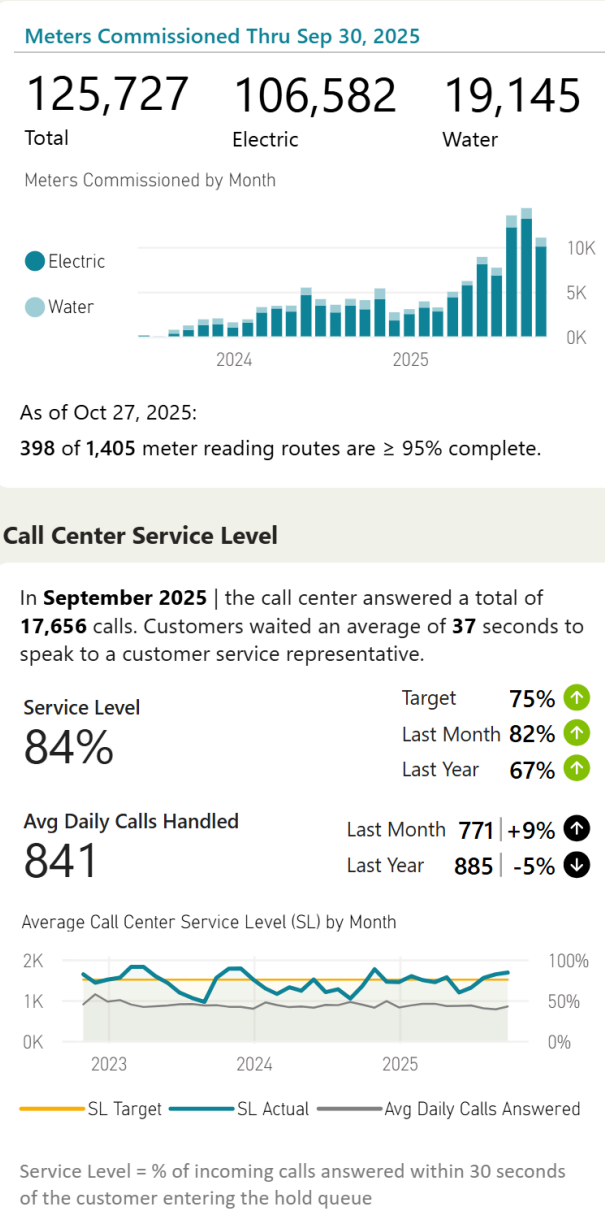 Meters Commissioned Thru Sep 30, 2025
125,727 106,582 19,145
Total Electric Water
Meters Commissioned by Month
Electric
Water
10K
5K
0K
2024 2025
As of Oct 27, 2025:
398 of 1,405 meter reading routes are ≥ 95% complete.
Call Center Service Level
In September 2025 | the call center answered a total of
17,656 calls. Customers waited an average of 37 seconds to
speak to a customer service representative.
Service Level
84%
Target 75%
Last Month 82%
Last Year 67%
Avg Daily Calls Handled
841
Last Month 771 | +9%
Last Year 885 | -5%
Average Call Center Service Level (SL) by Month
2K 100%
1K 50%
0K 0%
2023 2024 2025
SL Target SL Actual Avg Daily Calls Answered
Service Level = % of incoming calls answered within 30 seconds
of the customer entering the hold queue